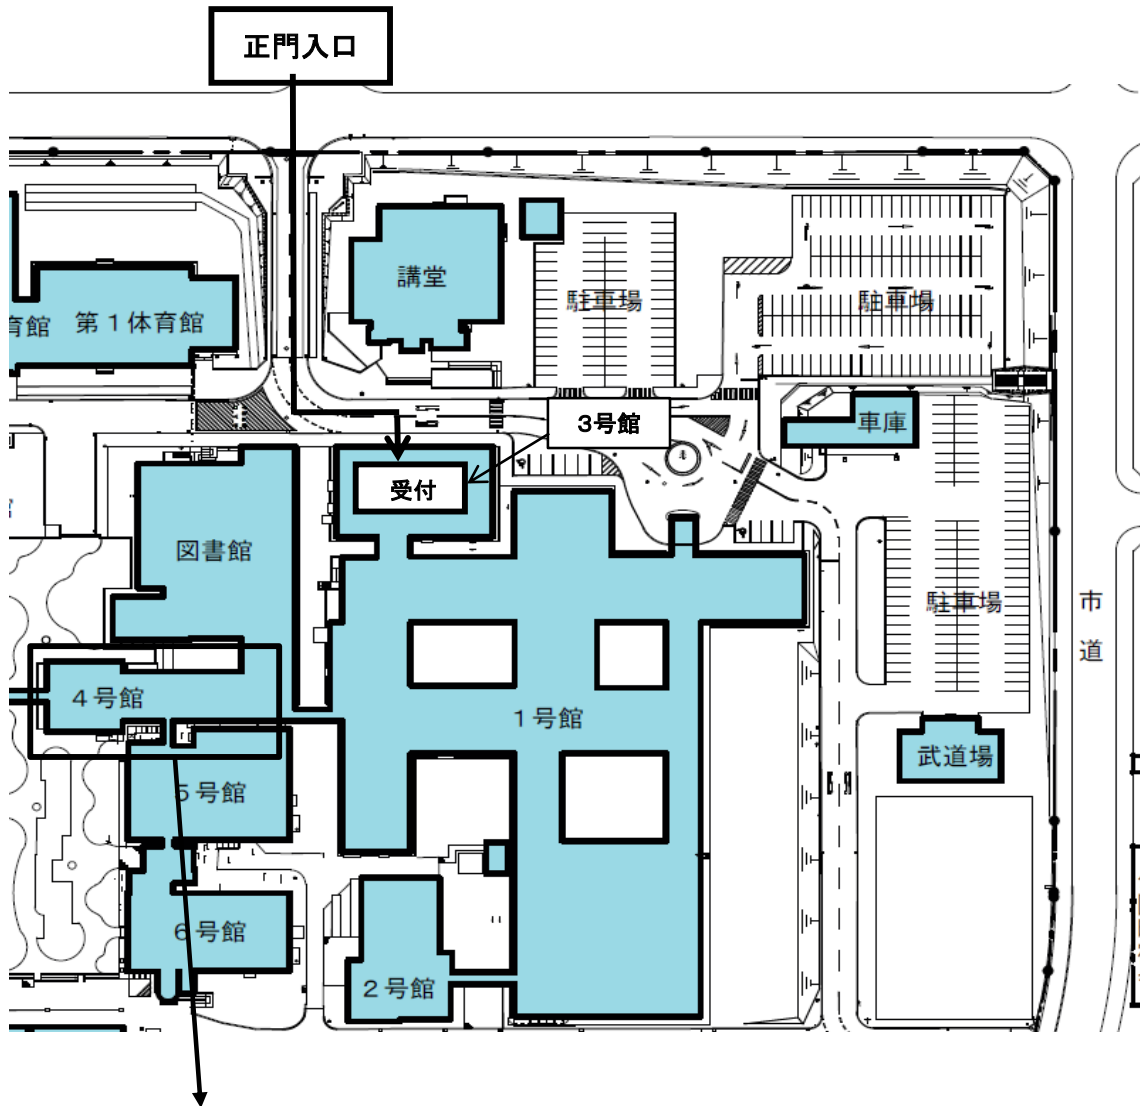 正門入口
講堂
駐車場
駐車場
育館
第１体育館
3号館
車庫
受付
図書館
駐車場
市道
４号館
１号館
武道場
５号館
６号館
２号館